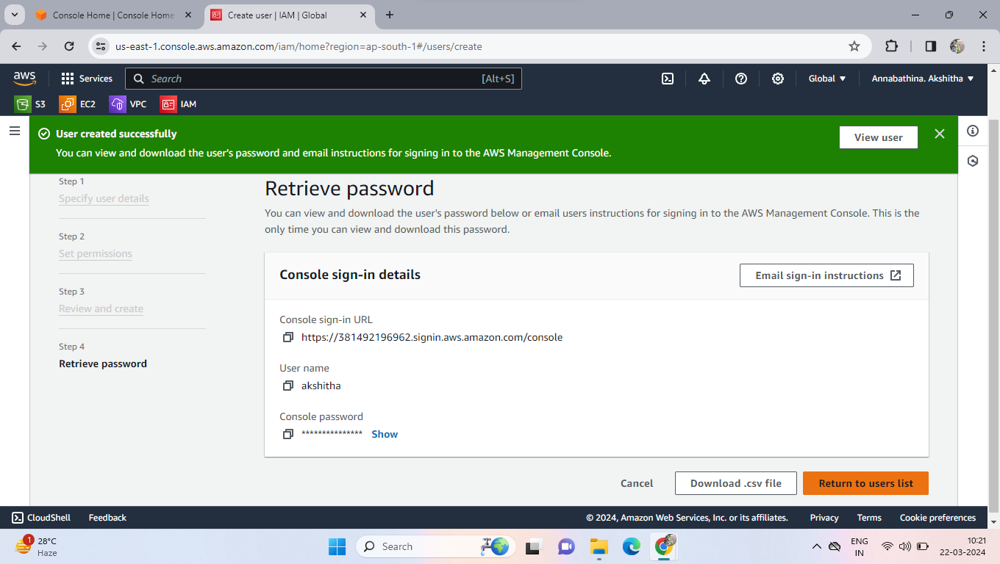 Console Home | Console Home
Create user | IAM | Global
us-east-1.console.aws.amazon.com/iam/home?region=ap-south-1#/users/create
aws
Services
Search
[Alt+S]
Global
Annabathina. Akshitha
S3
EC2
VPC
IAM
User created successfully
You can view and download the user's password and email instructions for signing in to the AWS Management Console.
View user
Step 1
Specify user details
Step 2
Set permissions
Step 3
Review and create
Step 4
Retrieve password
Retrieve password
You can view and download the user's password below or email users instructions for signing in to the AWS Management Console. This is the
only time you can view and download this password.
Console sign-in details
Email sign-in instructions
Console sign-in URL
https://381492196962.signin.aws.amazon.com/console
User name
akshitha
Console password
*************** Show
Cancel
Download .csv file
Return to users list
CloudShell
Feedback
© 2024, Amazon Web Services, Inc. or its affiliates.
Privacy
Terms
Cookie preferences
1
28°C
Haze
Search
ENG
IN
10:21
22-03-2024